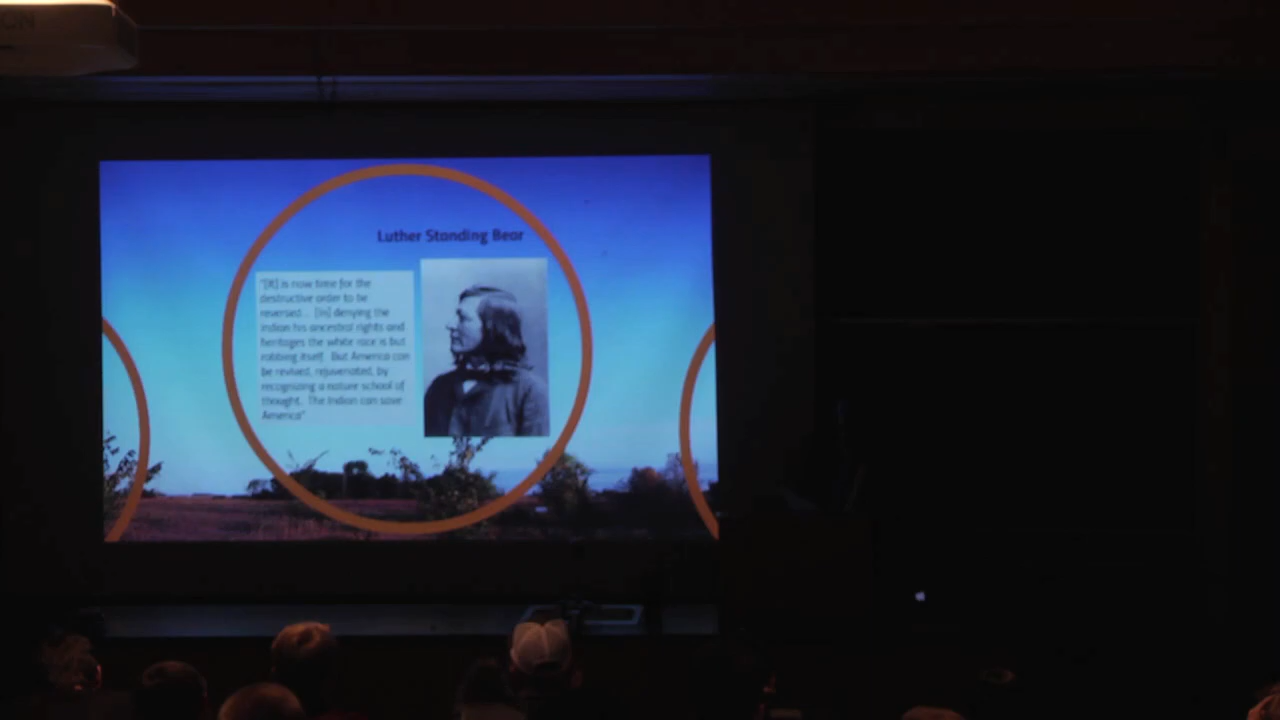 ON
Luther Standing Bear
"[It] is now time for the
destructive order to be
reversed... [In] denying the
Indian his ancestral rights and
heritages the white race is but
robbing itself. But America can
be revived, rejuvenated, by
recognizing a nature school of
thought. The Indian can save
America"